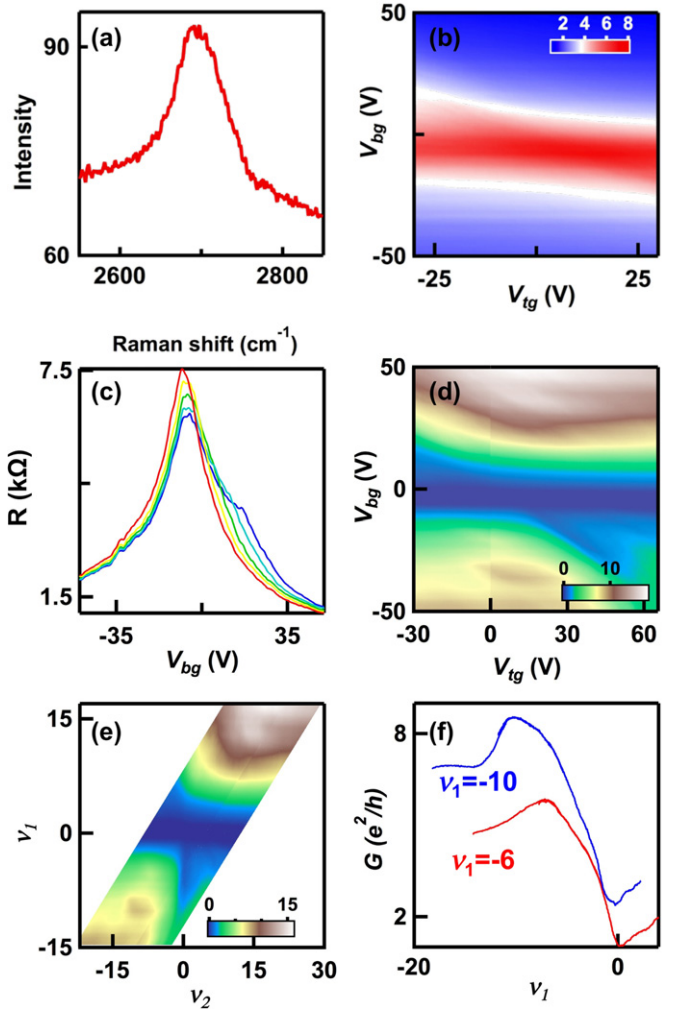 (a)
90
60
Intensity
2600
2800
Raman shift (cm⁻¹)
(b)
2 4 6 8
50
-50
V_bg (V)
-25
25
V_tg (V)
(c)
7.5
1.5
R (kΩ)
-35
35
V_bg (V)
(d)
50
0
-50
V_bg (V)
0 10
-30
0
30
60
V_tg (V)
(e)
15
0
-15
ν₁
0 15
-15
0
15
30
ν₂
(f)
8
2
G (e²/h)
ν₁=-10
ν₁=-6
-20
0
ν₁